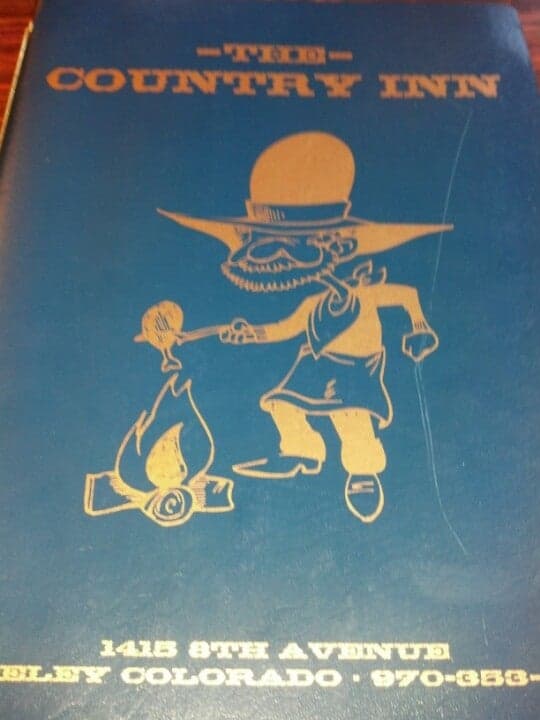 -THE-
COUNTRY INN
1415 8TH AVENUE
ELEY COLORADO · 970-353-